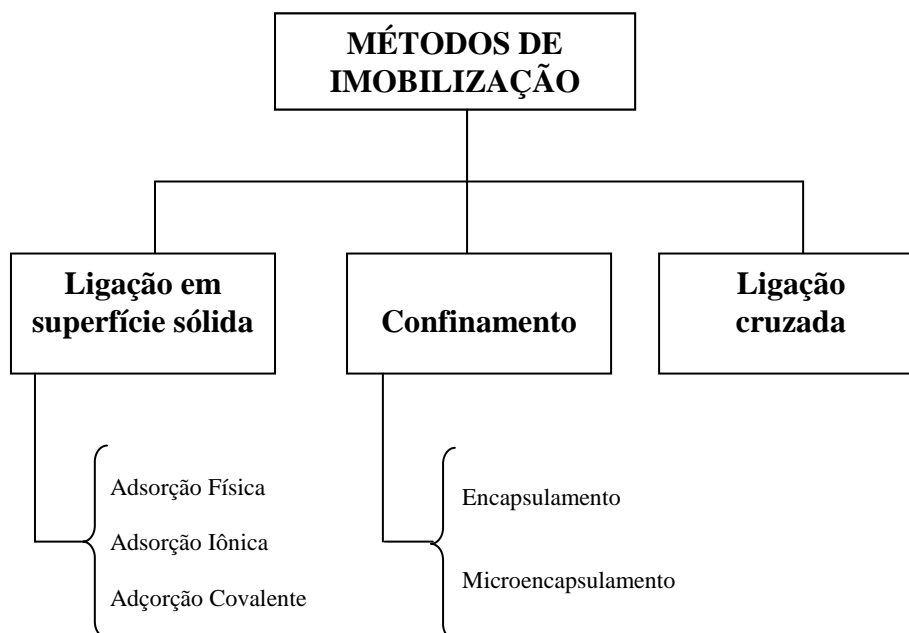 MÉTODOS DE
IMOBILIZAÇÃO
Ligação em
superfície sólida
Confinamento
Ligação
cruzada
Adsorção Física
Adsorção Iônica
Adçorção Covalente
Encapsulamento
Microencapsulamento